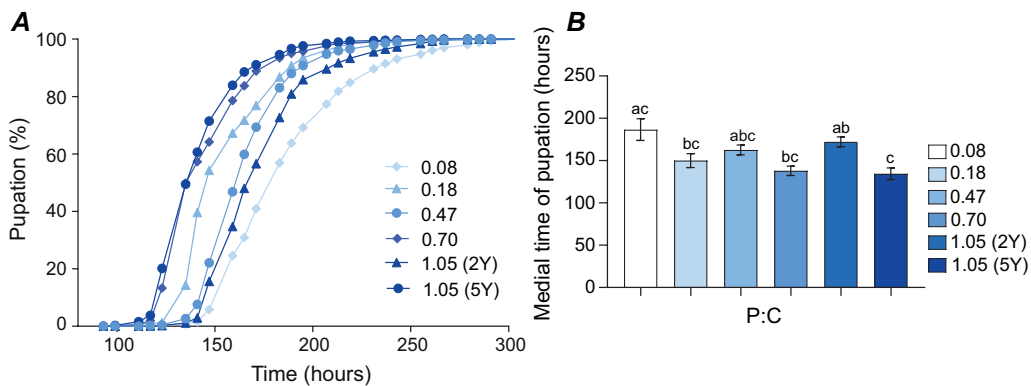 A
Pupation (%)
100
80
60
40
20
0
100
150
200
250
300
Time (hours)
0.08
0.18
0.47
0.70
1.05 (2Y)
1.05 (5Y)
B
Medial time of pupation (hours)
250
200
150
100
50
0
ac
bc
abc
bc
ab
c
P:C
0.08
0.18
0.47
0.70
1.05 (2Y)
1.05 (5Y)